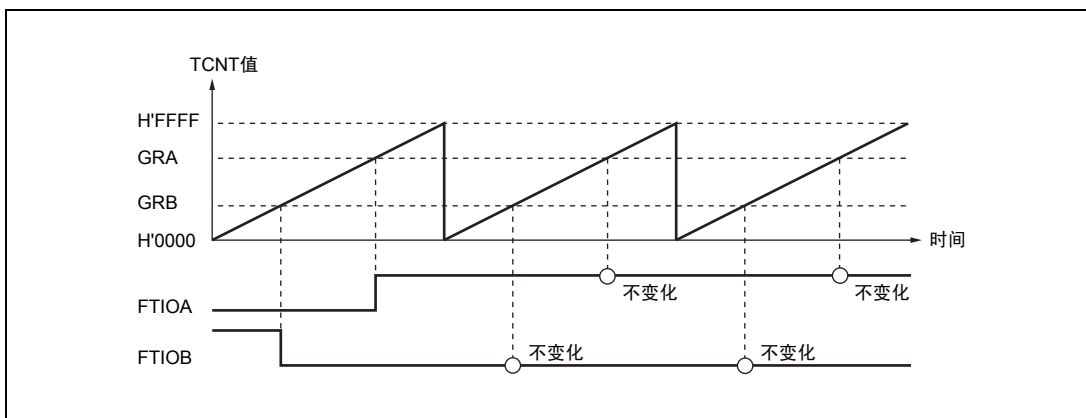 TCNT值
H'FFFF
GRA
GRB
H'0000
时间
FTIOA
不变化
不变化
FTIOB
不变化
不变化